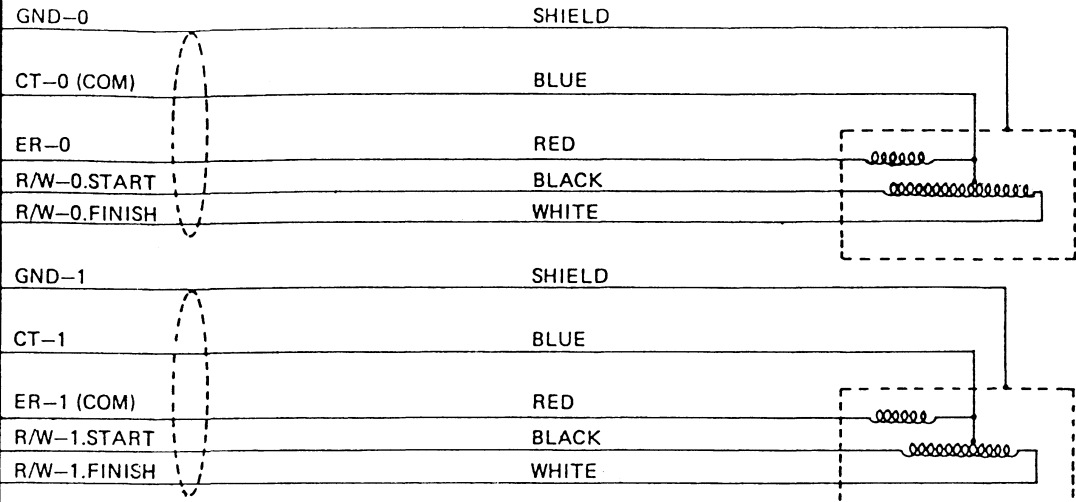 GND–0 SHIELD
CT–0 (COM) BLUE
ER–0 RED
R/W–0.START BLACK
R/W–0.FINISH WHITE
GND–1 SHIELD
CT–1 BLUE
ER–1 (COM) RED
R/W–1.START BLACK
R/W–1.FINISH WHITE